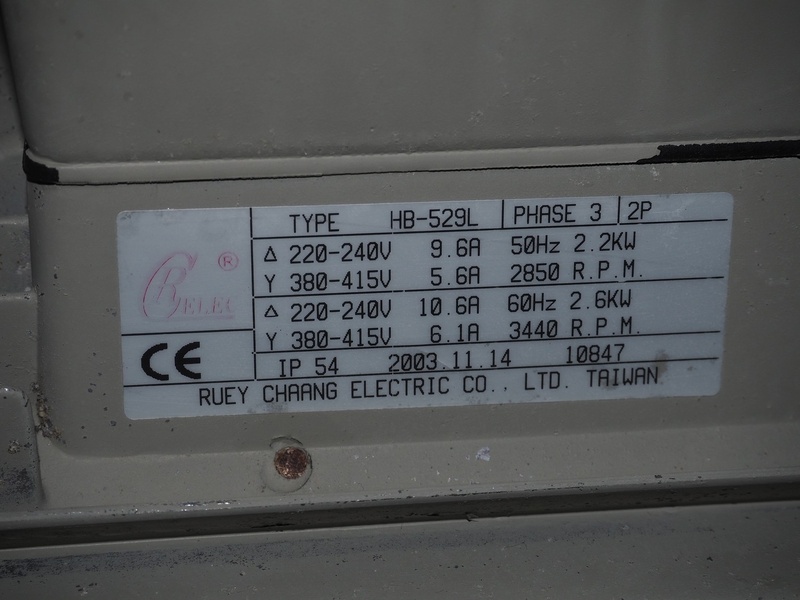 TYPE HB-529L PHASE 3 2P
Δ 220-240V 9.6A 50Hz 2.2KW
Y 380-415V 5.6A 2850 R.P.M.
Δ 220-240V 10.6A 60Hz 2.6KW
Y 380-415V 6.1A 3440 R.P.M.
RELEC ®
CE
IP 54 2003.11.14 10847
RUEY CHAANG ELECTRIC CO., LTD. TAIWAN